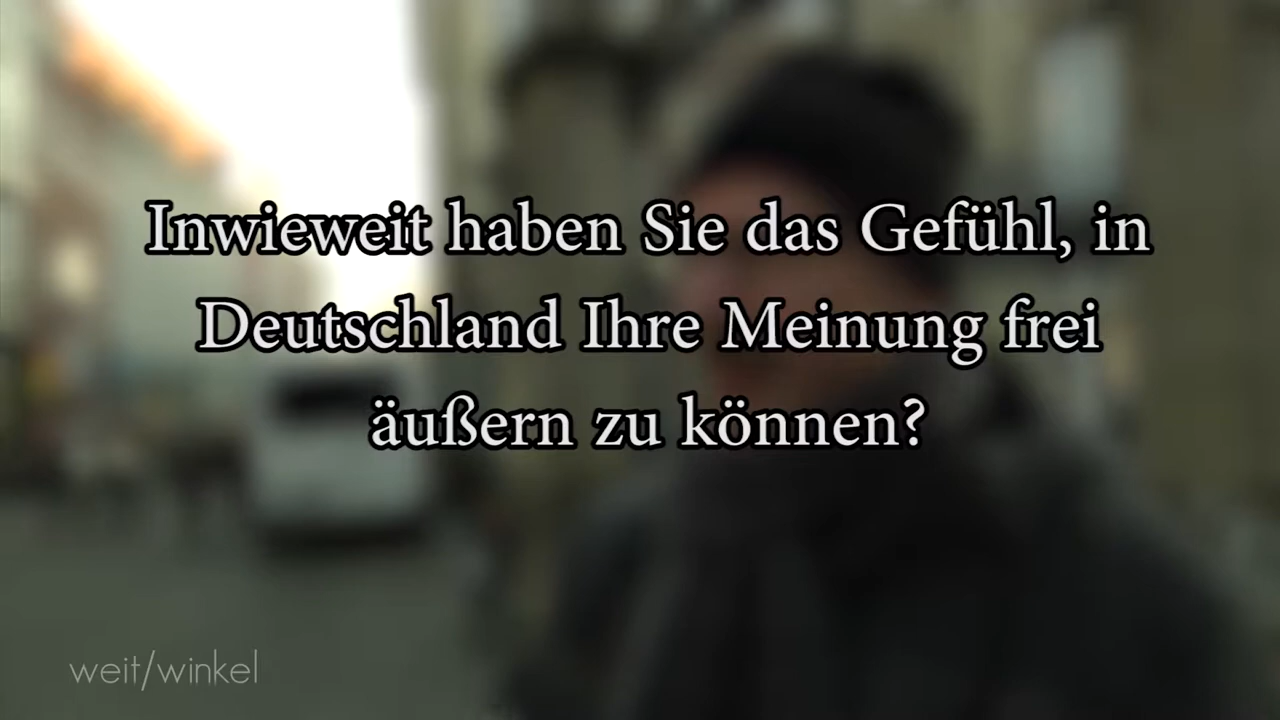 Inwieweit haben Sie das Gefühl, in
Deutschland Ihre Meinung frei
äußern zu können?
weit/winkel